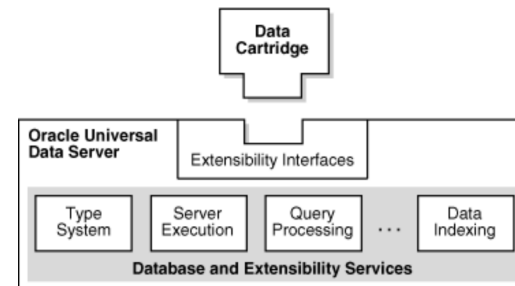 Data
Cartridge
Oracle Universal
Data Server
Extensibility Interfaces
Type
System
Server
Execution
Query
Processing
...
Data
Indexing
Database and Extensibility Services